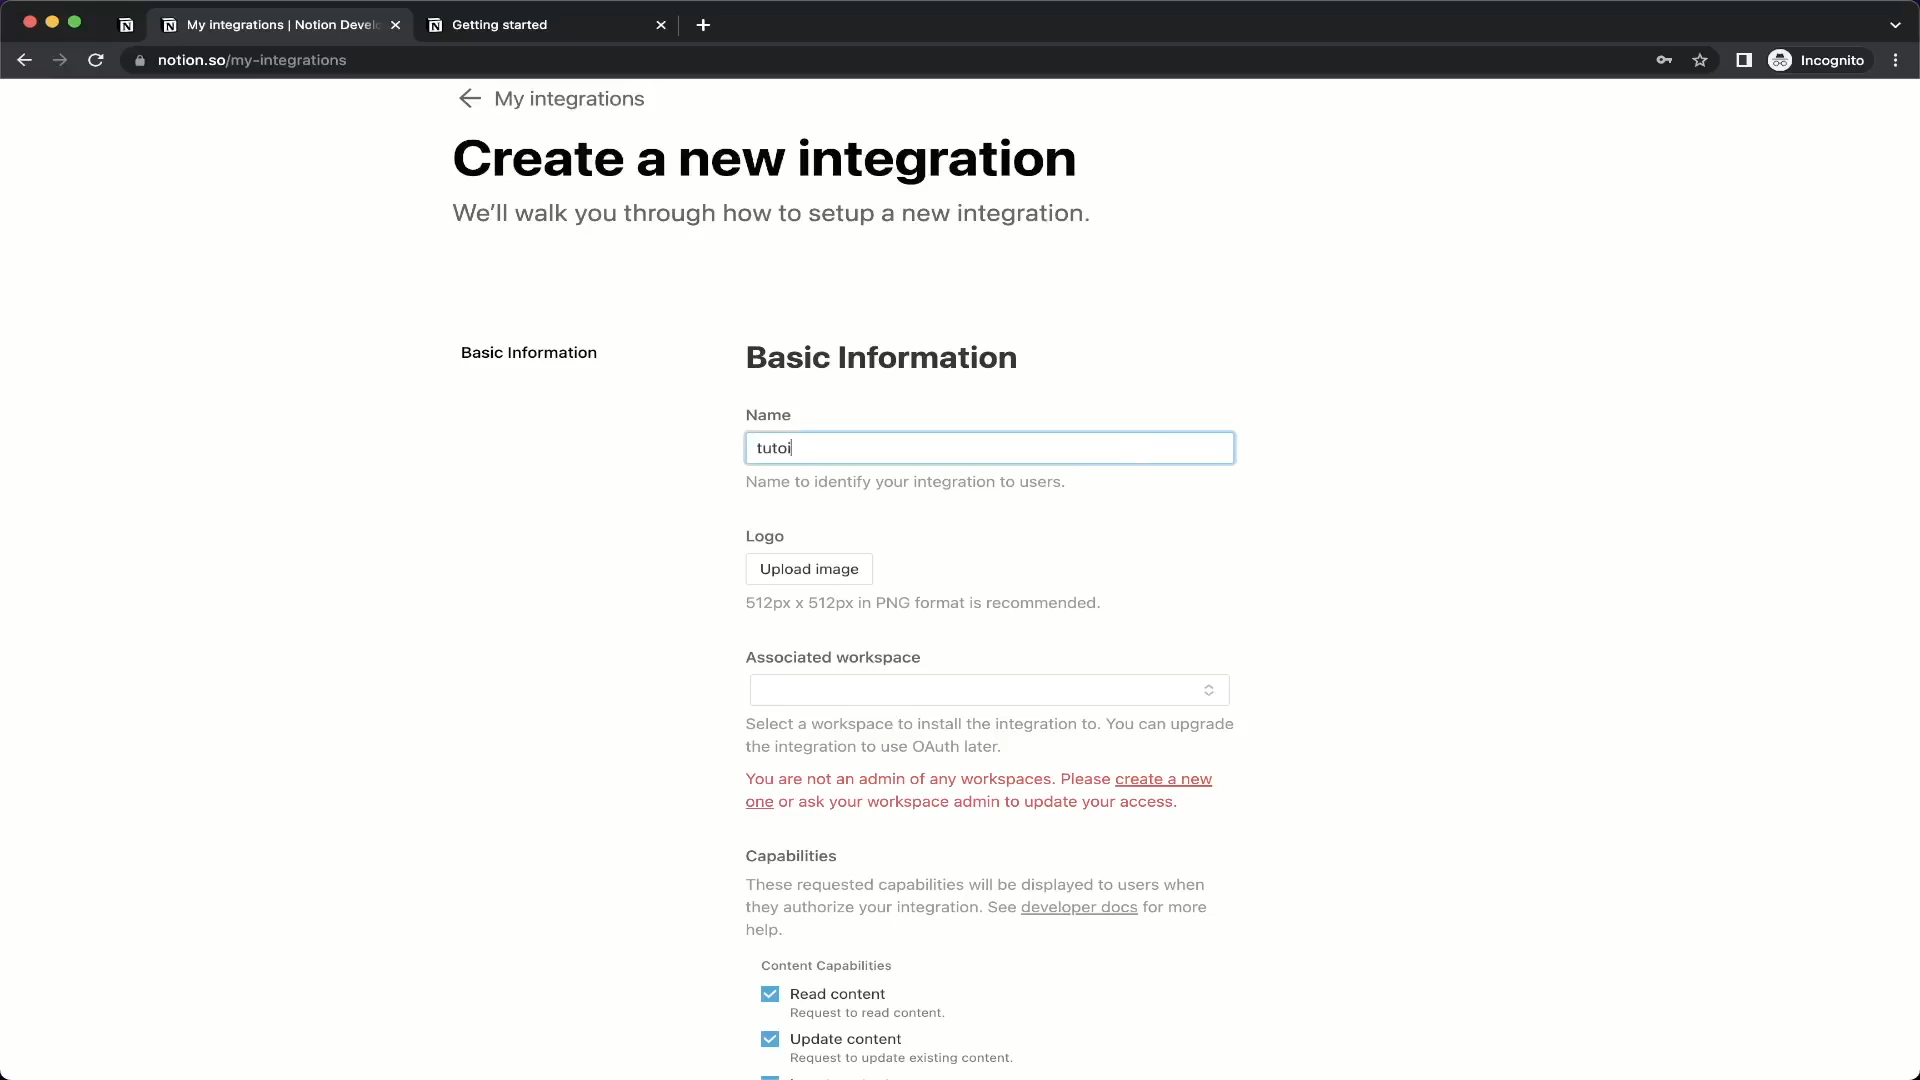 My integrations | Notion Develo
Getting started
notion.so/my-integrations
Incognito
My integrations
Create a new integration
We’ll walk you through how to setup a new integration.
Basic Information
Basic Information
Name
tutoi
Name to identify your integration to users.
Logo
Upload image
512px x 512px in PNG format is recommended.
Associated workspace
Select a workspace to install the integration to. You can upgrade
the integration to use OAuth later.
You are not an admin of any workspaces. Please create a new
one or ask your workspace admin to update your access.
Capabilities
These requested capabilities will be displayed to users when
they authorize your integration. See developer docs for more
help.
Content Capabilities
Read content
Request to read content.
Update content
Request to update existing content.